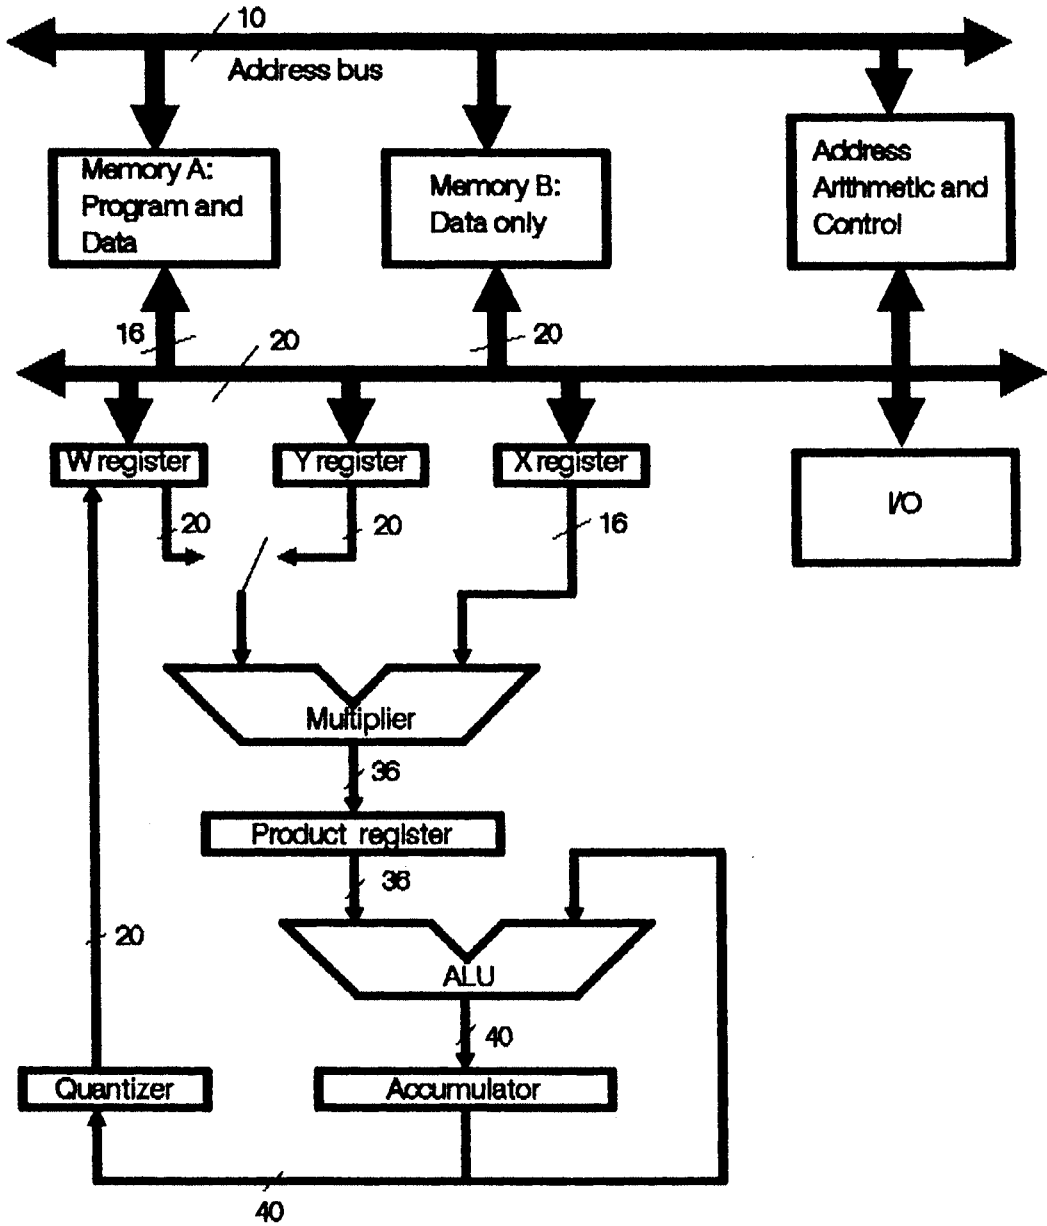 10
Address bus
Memory A:
Program and
Data
Memory B:
Data only
Address
Arithmetic and
Control
16
20
20
W register
Y register
X register
I/O
20
20
16
Multiplier
36
Product register
36
20
ALU
40
Quantizer
Accumulator
40